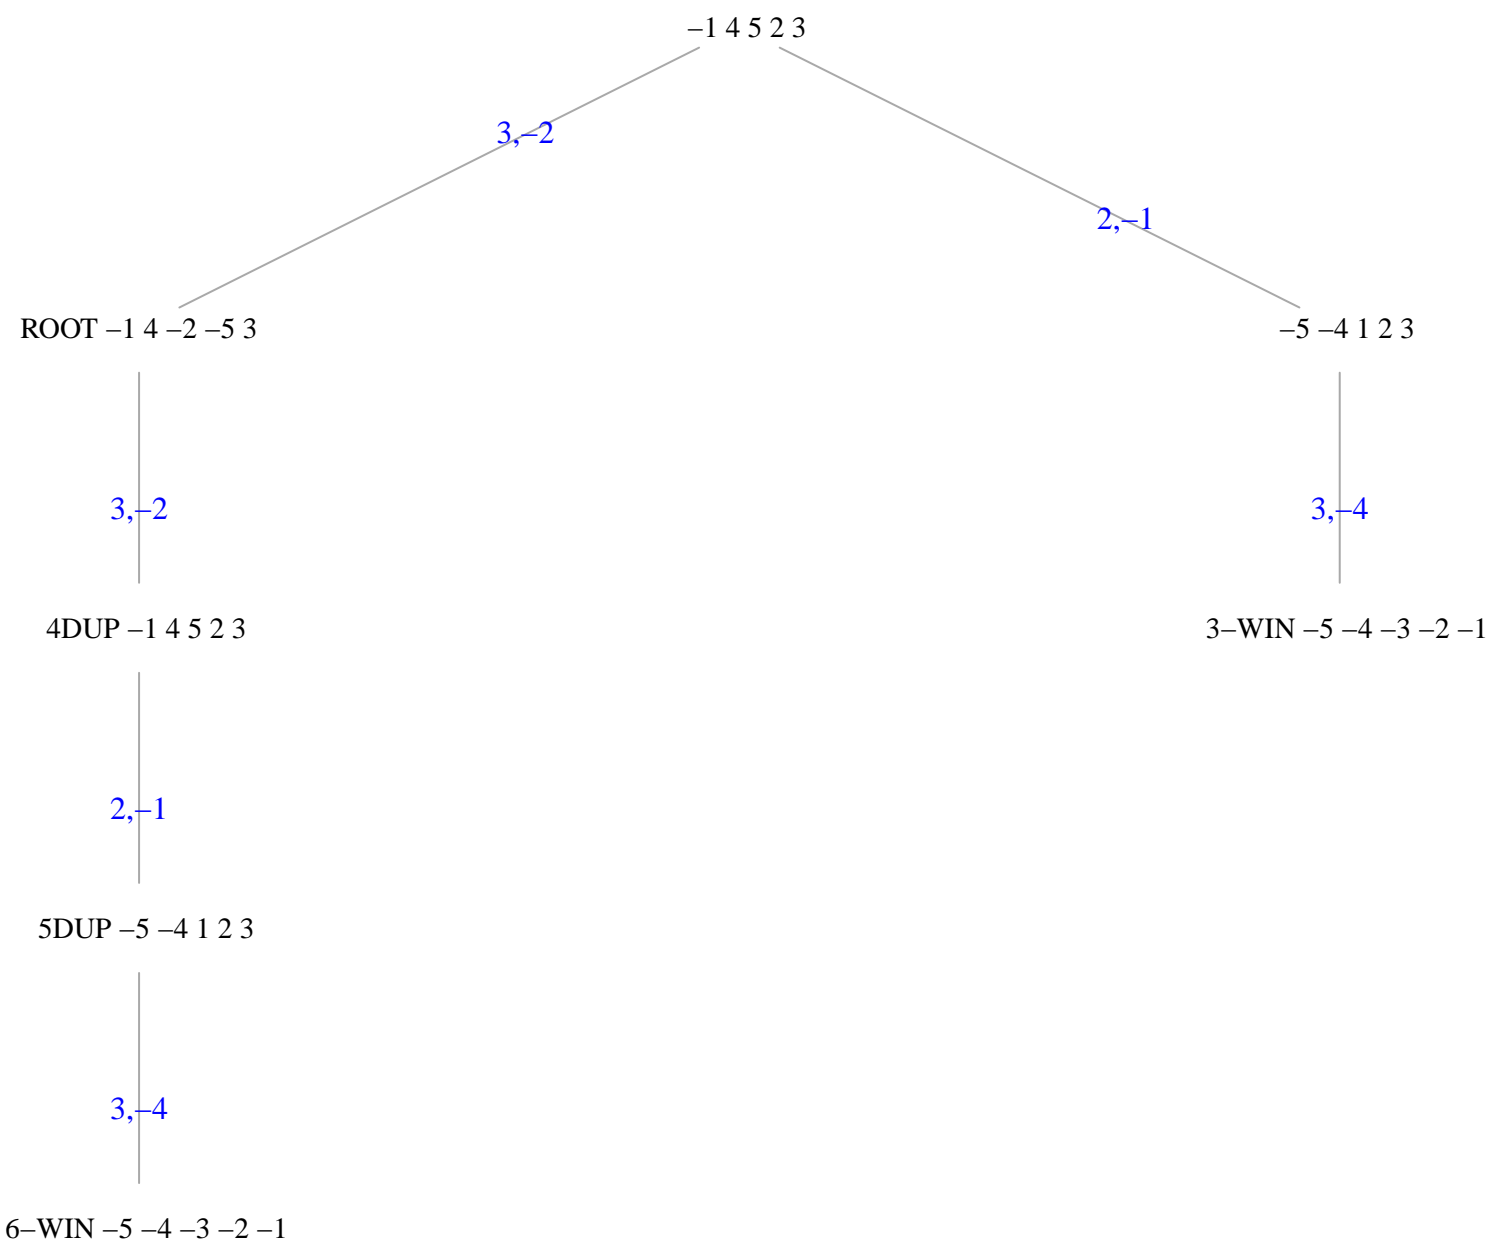 –1 4 5 2 3
3,–2
2,–1
ROOT –1 4 –2 –5 3
–5 –4 1 2 3
3,–2
3,–4
4DUP –1 4 5 2 3
3–WIN –5 –4 –3 –2 –1
2,–1
5DUP –5 –4 1 2 3
3,–4
6–WIN –5 –4 –3 –2 –1